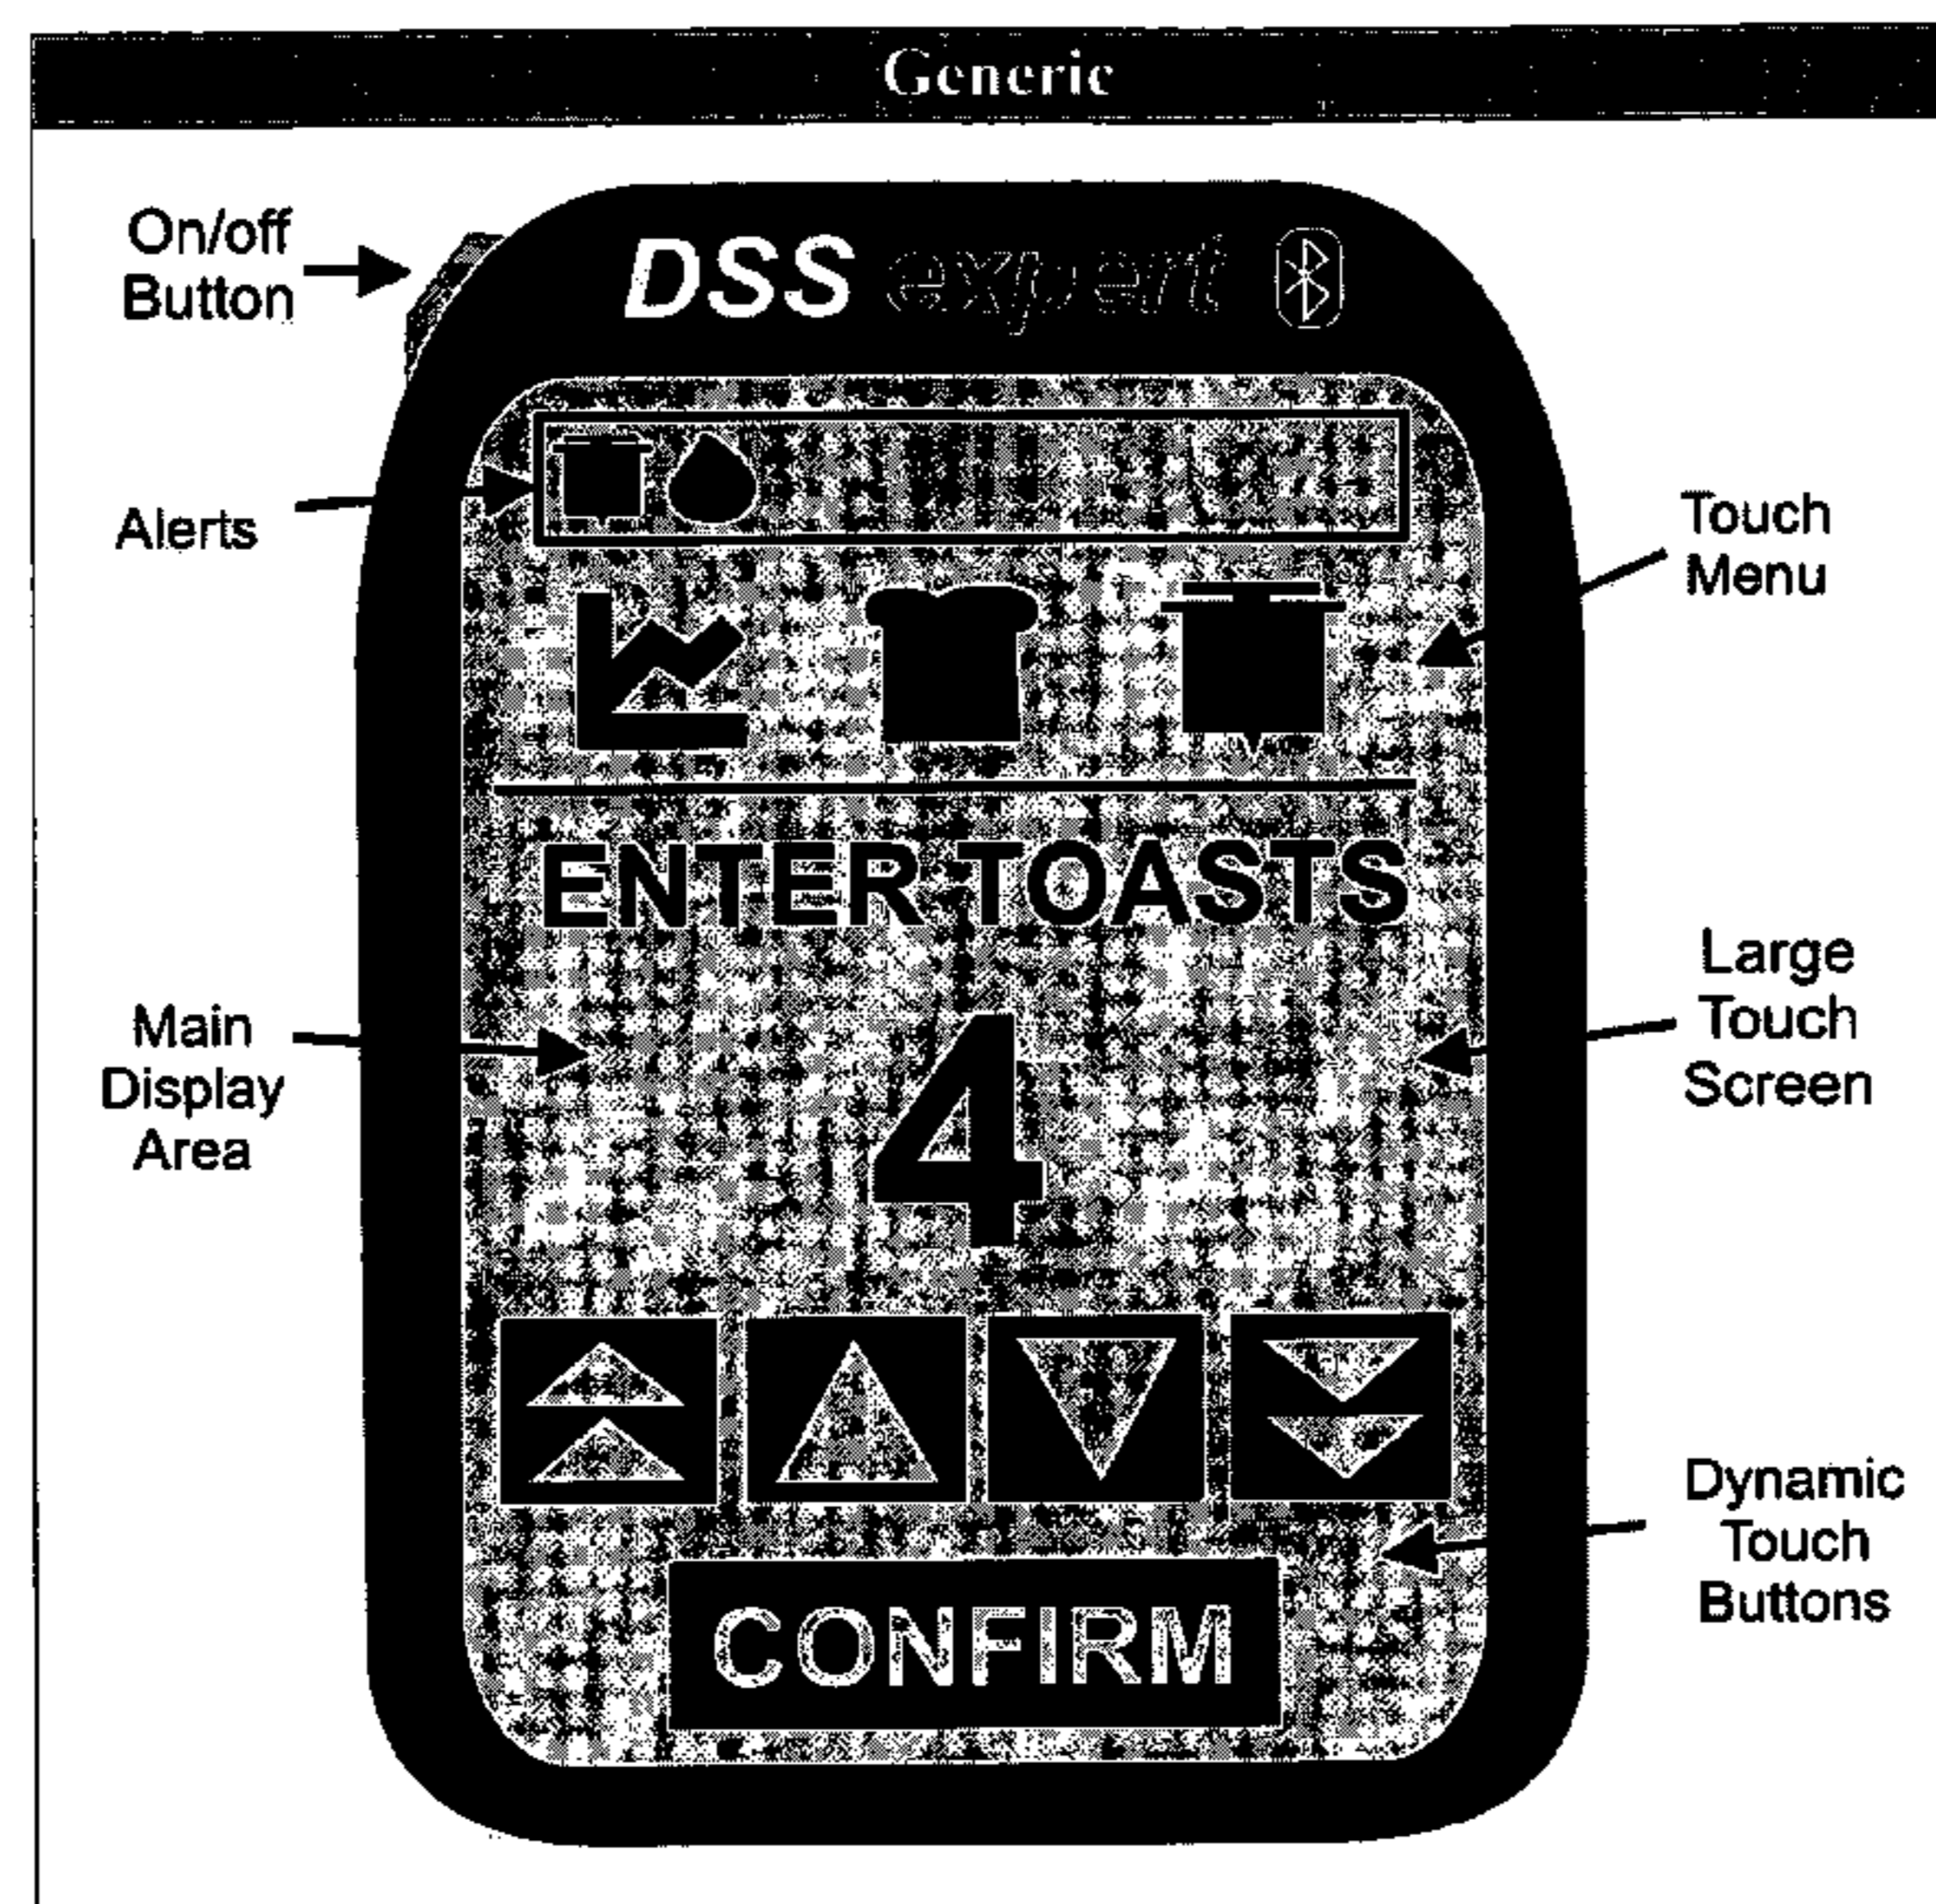 Generic
On/off
Button
DSS expert
Alerts
Touch
Menu
ENTER TOASTS
Main
Display
Area
4
Large
Touch
Screen
Dynamic
Touch
Buttons
CONFIRM